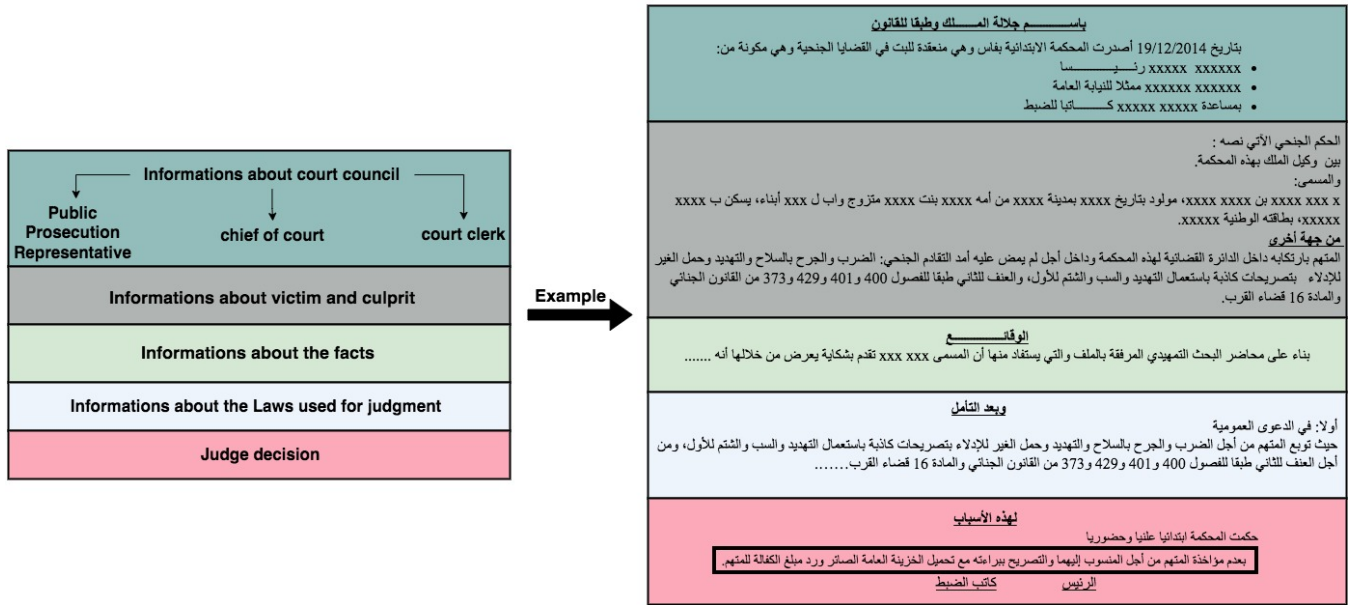 Informations about court council
Public
Prosecution
Representative
chief of court
court clerk
Informations about victim and culprit
Informations about the facts
Informations about the Laws used for judgment
Judge decision
Example
باســـــــم جلالة المـــــلك وطبقا للقانون
بتاريخ 19/12/2014 أصدرت المحكمة الابتدائية بفاس وهي منعقدة للبت في القضايا الجنحية وهي مكونة من:
• xxxxxx xxxxx رئـــيـــــــــسا
• xxxxxx xxxxxx ممثلا للنيابة العامة
• بمساعدة xxxxx xxxxx كـــــــاتبا للضبط
الحكم الجنحي الآتي نصه :
بين وكيل الملك بهذه المحكمة.
والمسمى:
x xxx xxxx بن xxxx xxxx، مولود بتاريخ xxxx بمدينة xxxx من أمه xxxx بنت xxxx متزوج واب ل xxx أبناء، يسكن ب xxxx
xxxxx، بطاقته الوطنية xxxxx.
من جهة أخرى
المتهم بارتكابه داخل الدائرة القضائية لهذه المحكمة وداخل أجل لم يمض عليه أمد التقادم الجنحي: الضرب والجرح بالسلاح والتهديد وحمل الغير
للإدلاء بتصريحات كاذبة باستعمال التهديد والسب والشتم للأول، والعنف للثاني طبقا للفصول 400 و401 و429 و373 من القانون الجنائي
والمادة 16 قضاء القرب.
الوقائـــــــــع
بناء على محاضر البحث التمهيدي المرفقة بالملف والتي يستفاد منها أن المسمى xxx xxx تقدم بشكاية يعرض من خلالها أنه .......
وبعد التأمل
أولا: في الدعوى العمومية
حيث توبع المتهم من أجل الضرب والجرح بالسلاح والتهديد وحمل الغير للإدلاء بتصريحات كاذبة باستعمال التهديد والسب والشتم للأول، ومن
أجل العنف للثاني طبقا للفصول 400 و401 و429 و373 من القانون الجنائي والمادة 16 قضاء القرب.......
لهذه الأسباب
حكمت المحكمة ابتدائيا علنيا وحضوريا
بعدم مؤاخذة المتهم من أجل المنسوب إليهما والتصريح ببراءته مع تحميل الخزينة العامة الصائر ورد مبلغ الكفالة للمتهم.
الرئيس كاتب الضبط